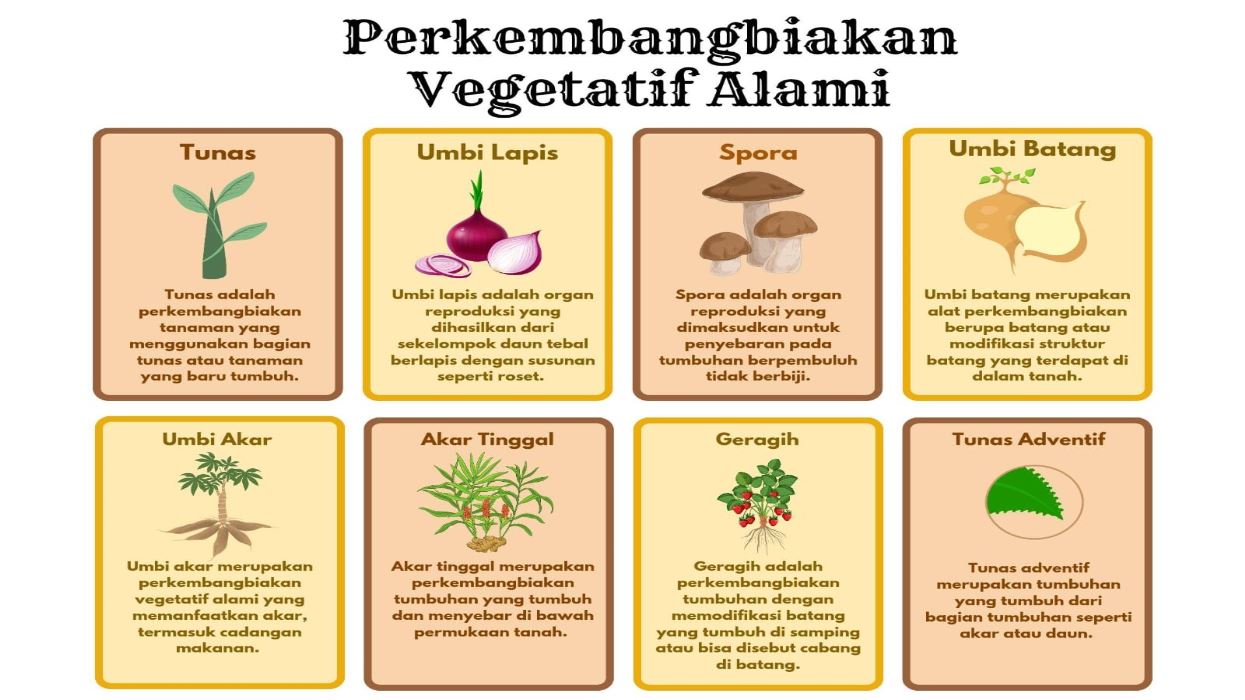 Perkembangbiakan
Vegetatif Alami
Tunas
Tunas adalah
perkembangbiakan
tanaman yang
menggunakan bagian
tunas atau tanaman
yang baru tumbuh.
Umbi Lapis
Umbi lapis adalah organ
reproduksi yang
dihasilkan dari
sekelompok daun tebal
berlapis dengan susunan
seperti roset.
Spora
Spora adalah organ
reproduksi yang
dimaksudkan untuk
penyebaran pada
tumbuhan berpembuluh
tidak berbiji.
Umbi Batang
Umbi batang merupakan
alat perkembangbiakan
berupa batang atau
modifikasi struktur
batang yang terdapat di
dalam tanah.
Umbi Akar
Umbi akar merupakan
perkembangbiakan
vegetatif alami yang
memanfaatkan akar,
termasuk cadangan
makanan.
Akar Tinggal
Akar tinggal merupakan
perkembangbiakan
tumbuhan yang tumbuh
dan menyebar di bawah
permukaan tanah.
Geragih
Geragih adalah
perkembangbiakan
tumbuhan dengan
memodifikasi batang
yang tumbuh di samping
atau bisa disebut cabang
di batang.
Tunas Adventif
Tunas adventif
merupakan tumbuhan
yang tumbuh dari
bagian tumbuhan seperti
akar atau daun.